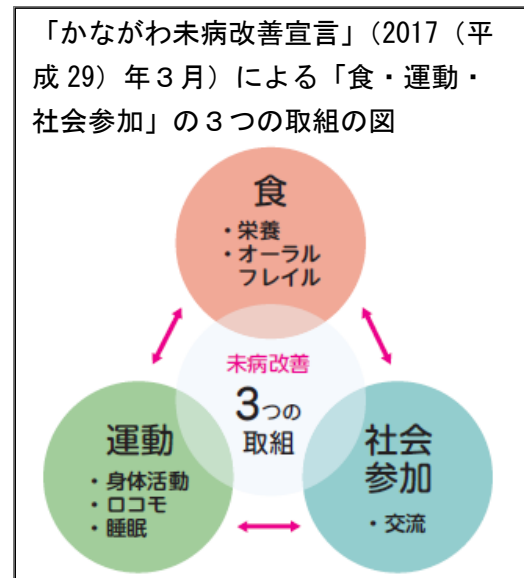 「かながわ未病改善宣言」(2017(平
成 29)年３月)による「食・運動・
社会参加」の３つの取組の図
食
・栄養
・オーラル
フレイル
未病改善
3つの
取組
運動
・身体活動
・ロコモ
・睡眠
社会
参加
・交流